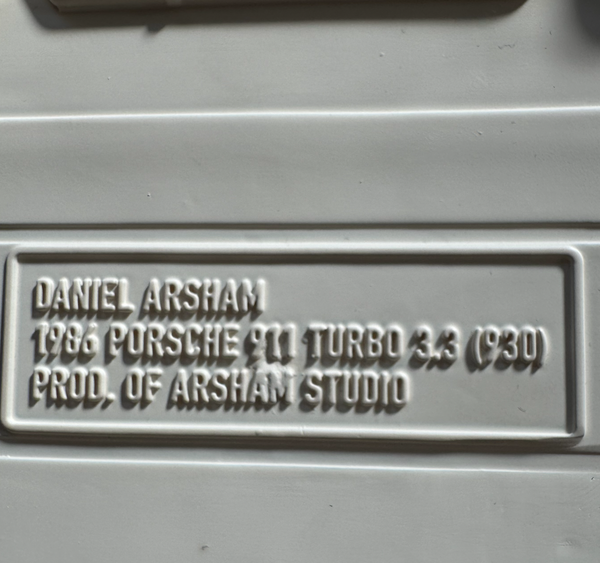 DANIEL ARSHAM
1986 PORSCHE 911 TURBO 3.3 (930)
PROD. OF ARSHAM STUDIO